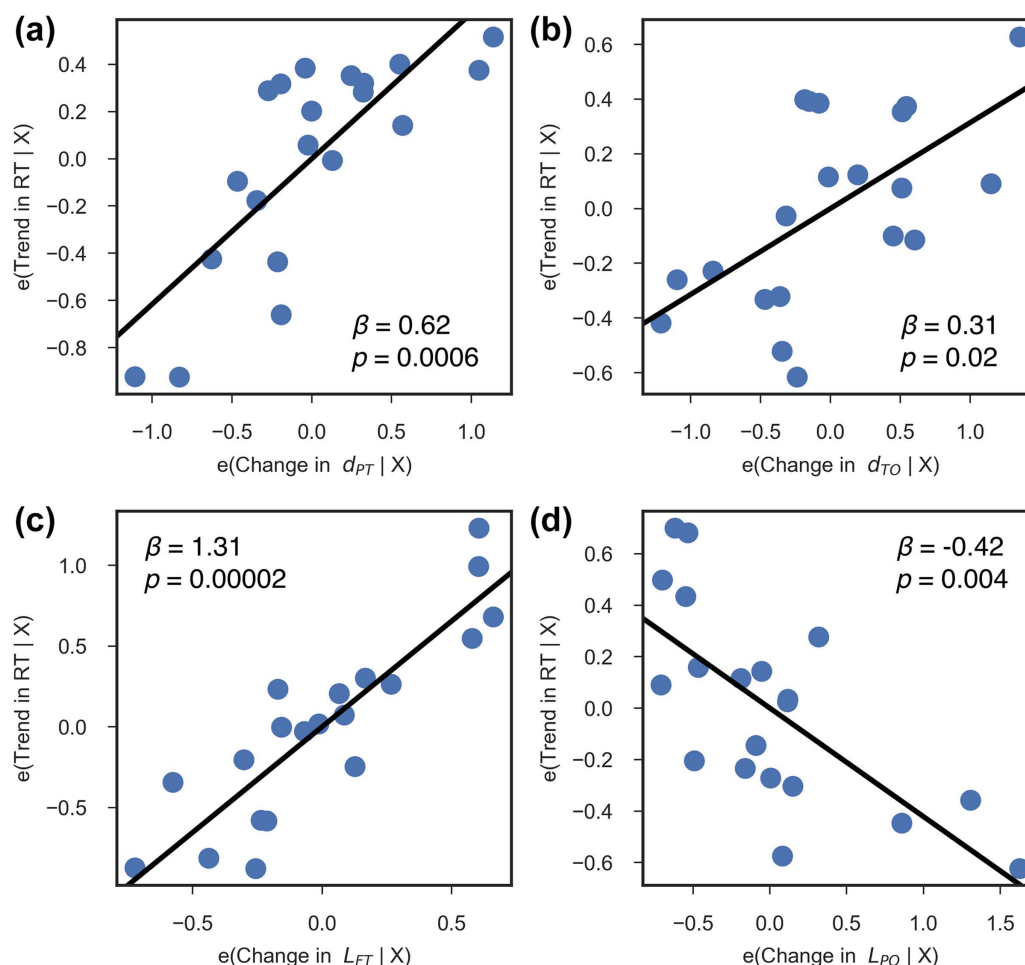 (a)
0.4
0.2
0.0
−0.2
−0.4
−0.6
−0.8
e(Trend in RT | X)
β = 0.62
p = 0.0006
−1.0 −0.5 0.0 0.5 1.0
e(Change in d_PT | X)
(b)
0.6
0.4
0.2
0.0
−0.2
−0.4
−0.6
e(Trend in RT | X)
β = 0.31
p = 0.02
−1.0 −0.5 0.0 0.5 1.0
e(Change in d_TO | X)
(c)
β = 1.31
p = 0.00002
1.0
0.5
0.0
−0.5
e(Trend in RT | X)
−0.5 0.0 0.5
e(Change in L_FT | X)
(d)
β = -0.42
p = 0.004
0.6
0.4
0.2
0.0
−0.2
−0.4
−0.6
e(Trend in RT | X)
−0.5 0.0 0.5 1.0 1.5
e(Change in L_PO | X)